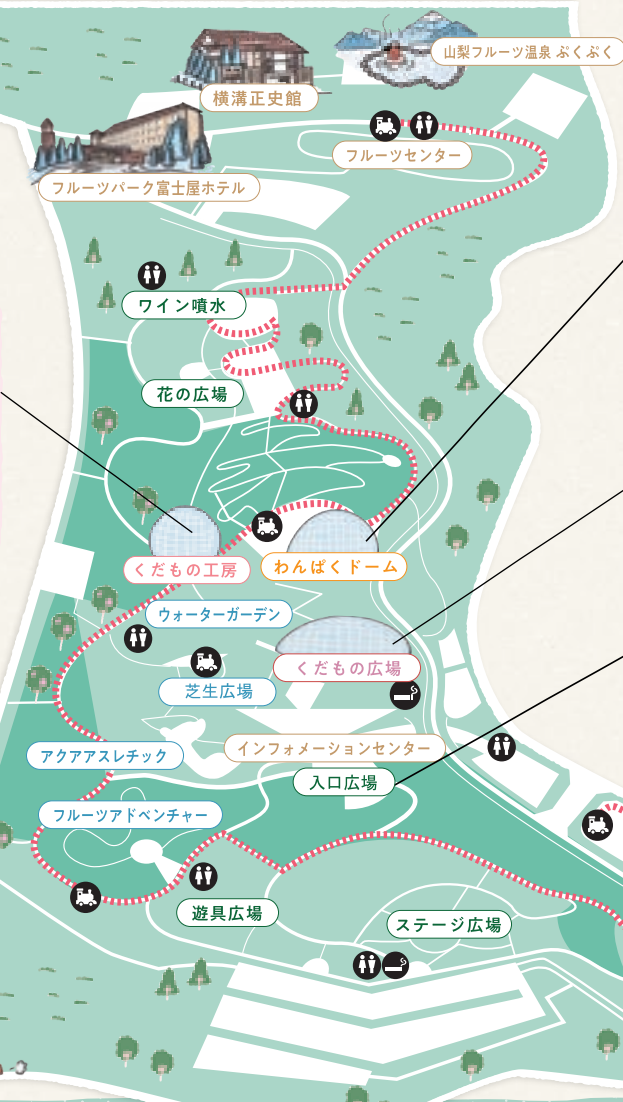 山梨フルーツ温泉 ぷくぷく
横溝正史館
フルーツセンター
フルーツパーク富士屋ホテル
ワイン噴水
花の広場
くだもの工房
わんぱくドーム
ウォーターガーデン
くだもの広場
芝生広場
インフォメーションセンター
アクアアスレチック
入口広場
フルーツアドベンチャー
遊具広場
ステージ広場